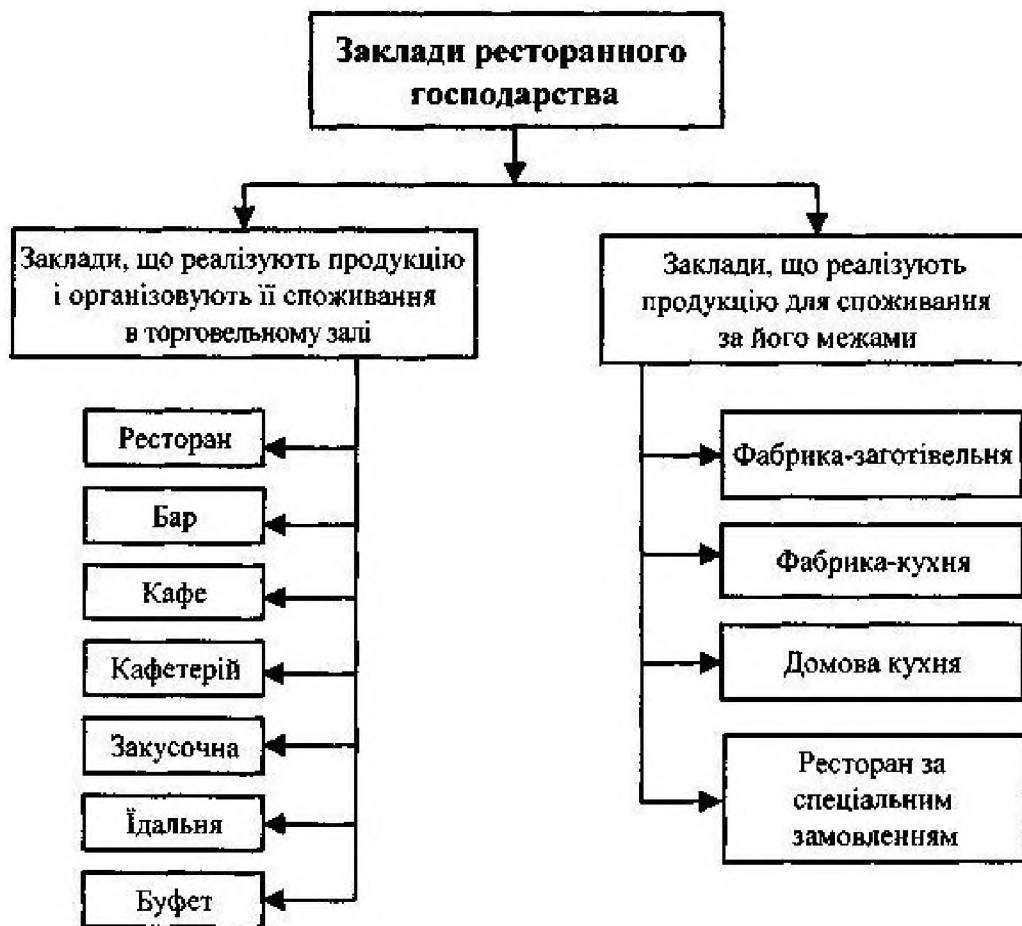 Заклади ресторанного
господарства
Заклади, що реалізують продукцію
і організовують її споживання
в торговельному залі
Ресторан
Бар
Кафе
Кафетерій
Закусочна
Їдальня
Буфет
Заклади, що реалізують
продукцію для споживання
за його межами
Фабрика-заготівельня
Фабрика-кухня
Домова кухня
Ресторан за
спеціальним
замовленням